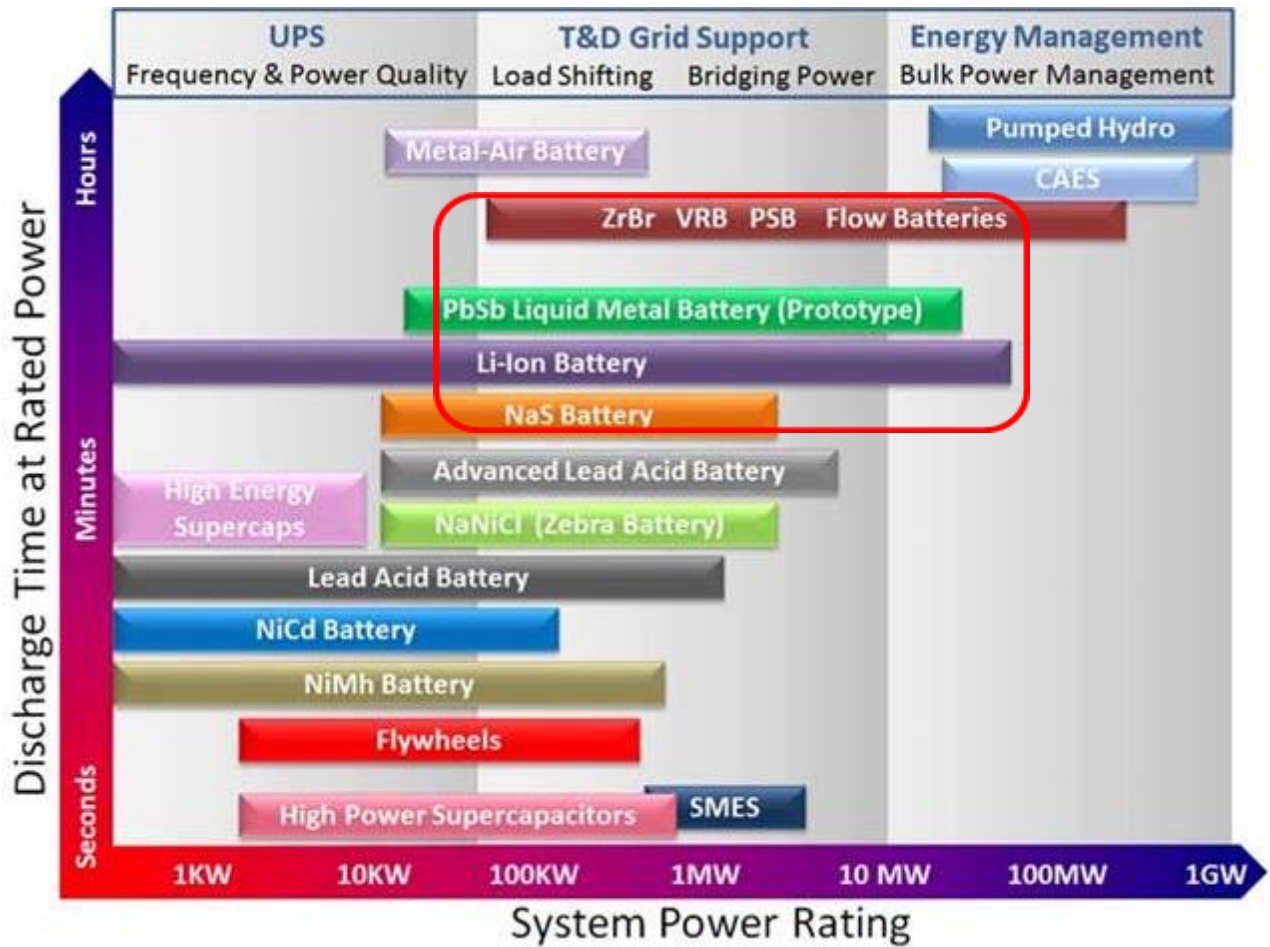 UPS
Frequency & Power Quality
T&D Grid Support
Load Shifting Bridging Power
Energy Management
Bulk Power Management
Discharge Time at Rated Power
Hours
Minutes
Seconds
Pumped Hydro
Metal-Air Battery
CAES
ZrBr VRB PSB Flow Batteries
PbSb Liquid Metal Battery (Prototype)
Li-Ion Battery
NaS Battery
Advanced Lead Acid Battery
High Energy
Supercaps
NaNiCl (Zebra Battery)
Lead Acid Battery
NiCd Battery
NiMh Battery
Flywheels
High Power Supercapacitors
SMES
1KW 10KW 100KW 1MW 10 MW 100MW 1GW
System Power Rating